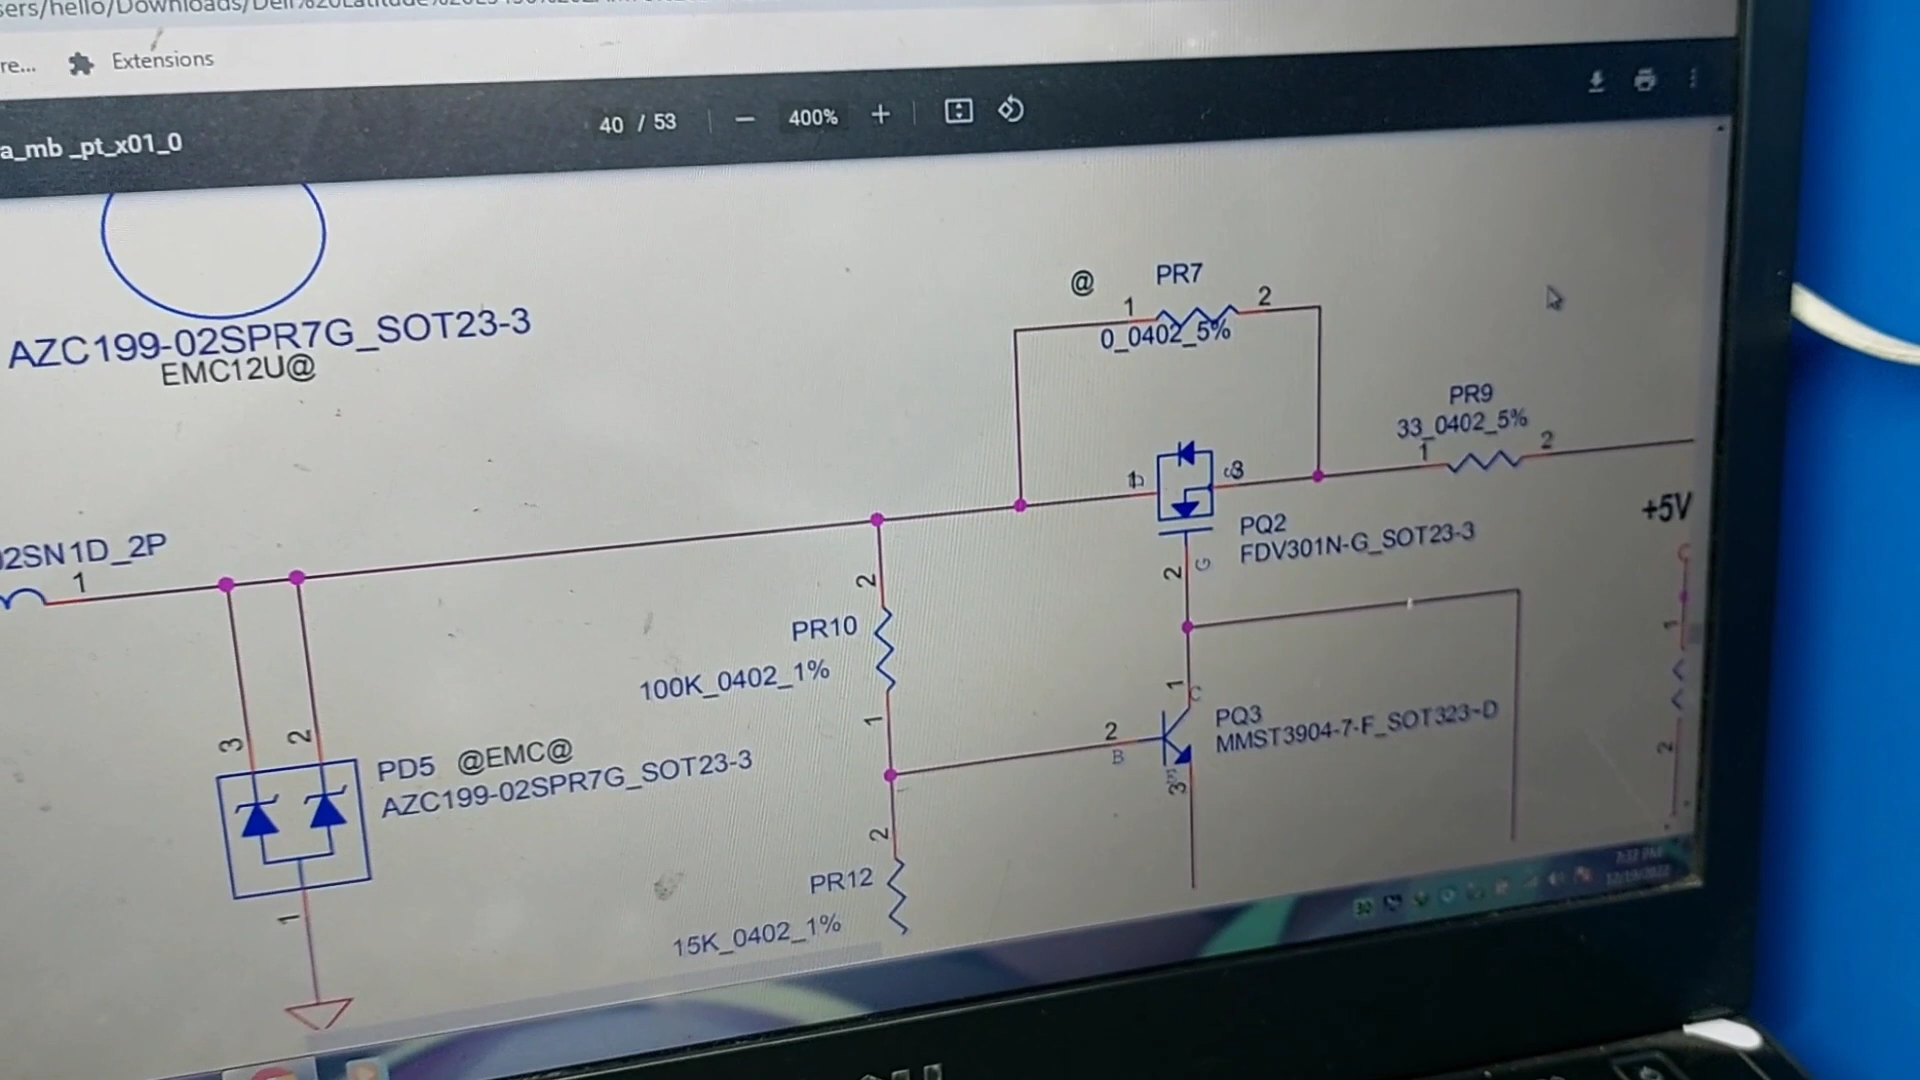 Extensions
40 / 53
400%
a_mb _pt_x01_0
AZC199-02SPR7G_SOT23-3
EMC12U@
@
PR7
1
2
0_0402_5%
PR9
33_0402_5%
1
2
3
PQ2
FDV301N-G_SOT23-3
2
G
+5V
2SN1D_2P
1
2
PR10
100K_0402_1%
1
3
2
PD5 @EMC@
AZC199-02SPR7G_SOT23-3
1
1
C
2
B
PQ3
MMST3904-7-F_SOT323~D
E
3
1
2
2
PR12
15K_0402_1%